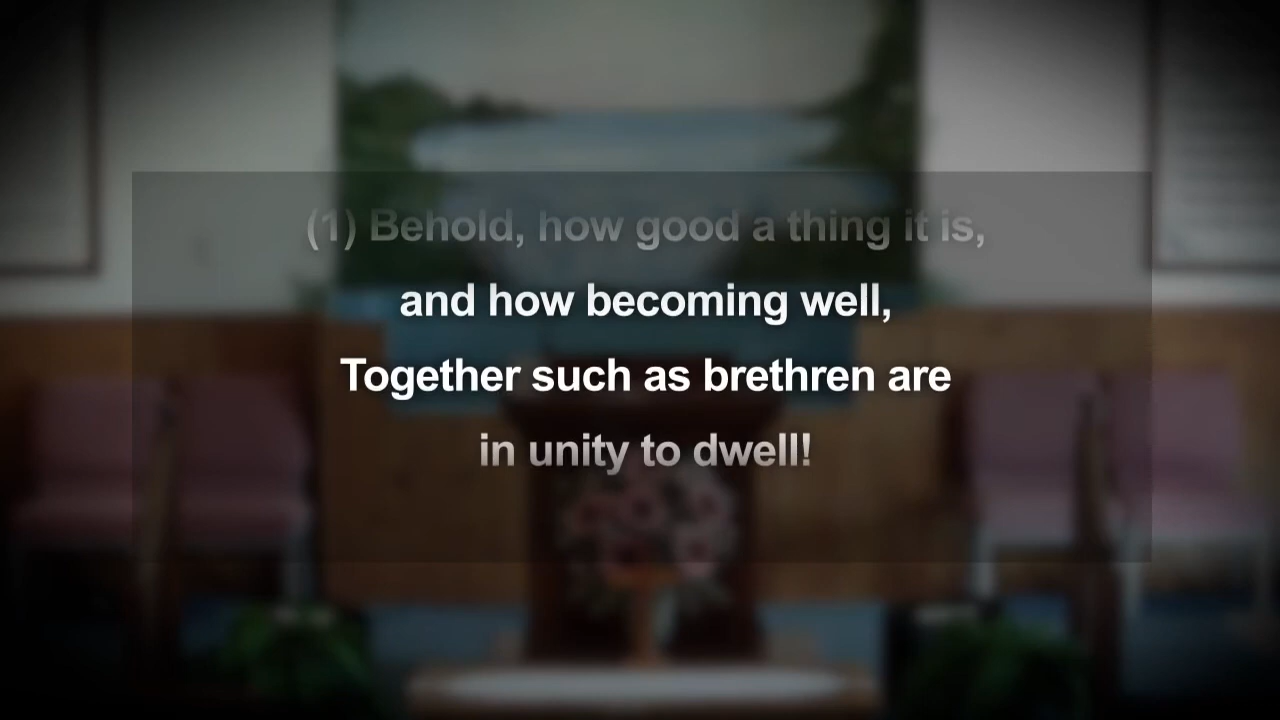 (1) Behold, how good a thing it is,
and how becoming well,
Together such as brethren are
in unity to dwell!